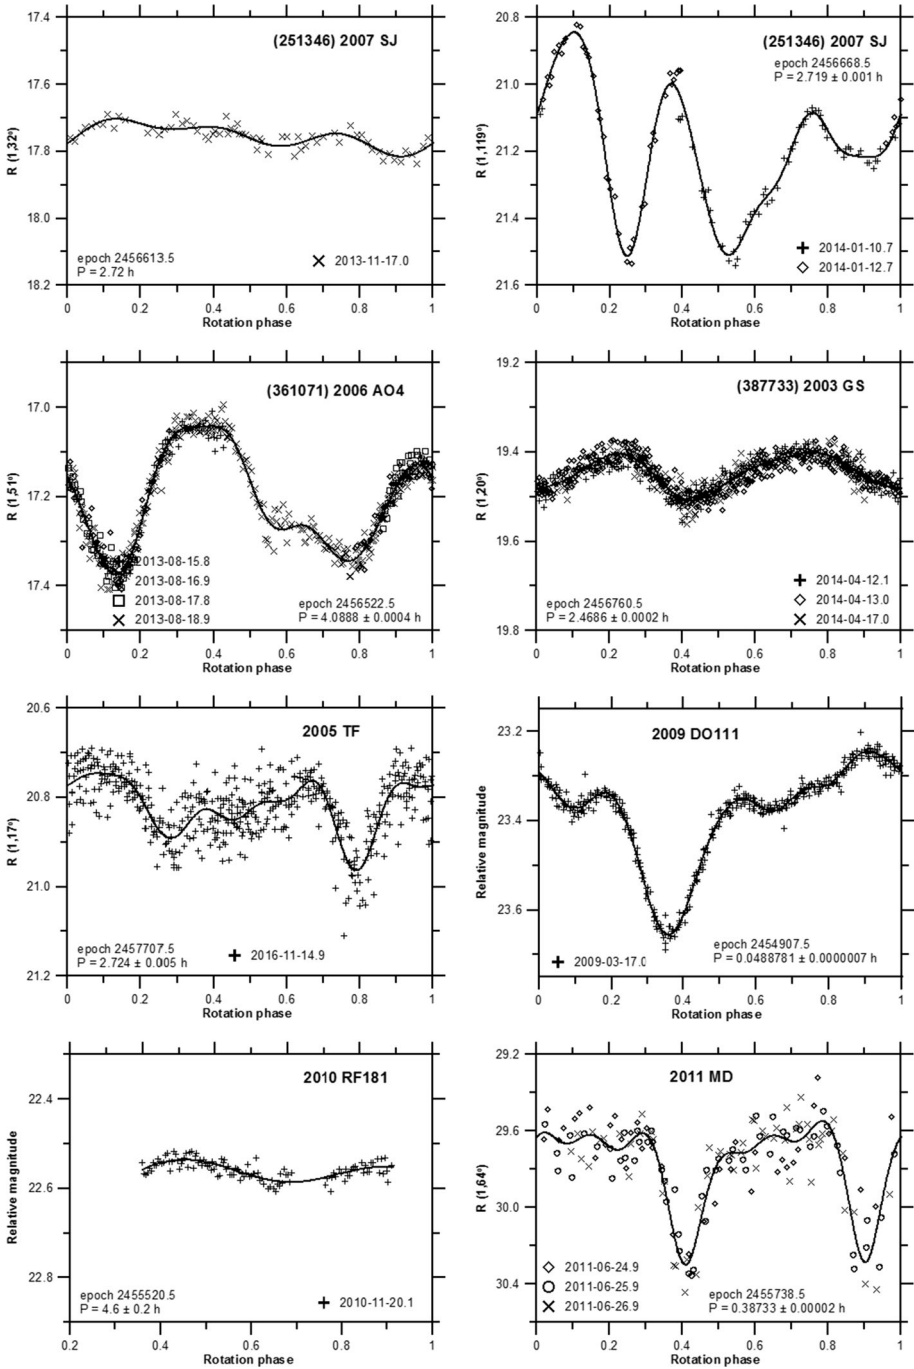 (251346) 2007 SJ
17.4
17.6
17.8
18.0
18.2
R (1,32º)
epoch 2456613.5
P = 2.72 h
2013-11-17.0
0 0.2 0.4 0.6 0.8 1
Rotation phase
(251346) 2007 SJ
epoch 2456668.5
P = 2.719 ± 0.001 h
20.8
21.0
21.2
21.4
21.6
R (1,119º)
2014-01-10.7
2014-01-12.7
0 0.2 0.4 0.6 0.8 1
Rotation phase
(361071) 2006 AO4
17.0
17.2
17.4
R (1,51º)
2013-08-15.8
2013-08-16.9
2013-08-17.8
2013-08-18.9
epoch 2456522.5
P = 4.0888 ± 0.0004 h
0 0.2 0.4 0.6 0.8 1
Rotation phase
(387733) 2003 GS
19.2
19.4
19.6
19.8
R (1,20º)
epoch 2456760.5
P = 2.4686 ± 0.0002 h
2014-04-12.1
2014-04-13.0
2014-04-17.0
0 0.2 0.4 0.6 0.8 1
Rotation phase
2005 TF
20.6
20.8
21.0
21.2
R (1,17º)
epoch 2457707.5
P = 2.724 ± 0.005 h
2016-11-14.9
0 0.2 0.4 0.6 0.8 1
Rotation phase
2009 DO111
23.2
23.4
23.6
Relative magnitude
2009-03-17.0
epoch 2454907.5
P = 0.0488781 ± 0.0000007 h
0 0.2 0.4 0.6 0.8 1
Rotation phase
2010 RF181
22.4
22.6
22.8
Relative magnitude
epoch 2455520.5
P = 4.6 ± 0.2 h
2010-11-20.1
0.2 0.4 0.6 0.8 1
Rotation phase
2011 MD
29.2
29.6
30.0
30.4
R (1,64º)
2011-06-24.9
2011-06-25.9
2011-06-26.9
epoch 2455738.5
P = 0.38733 ± 0.00002 h
0 0.2 0.4 0.6 0.8 1
Rotation phase